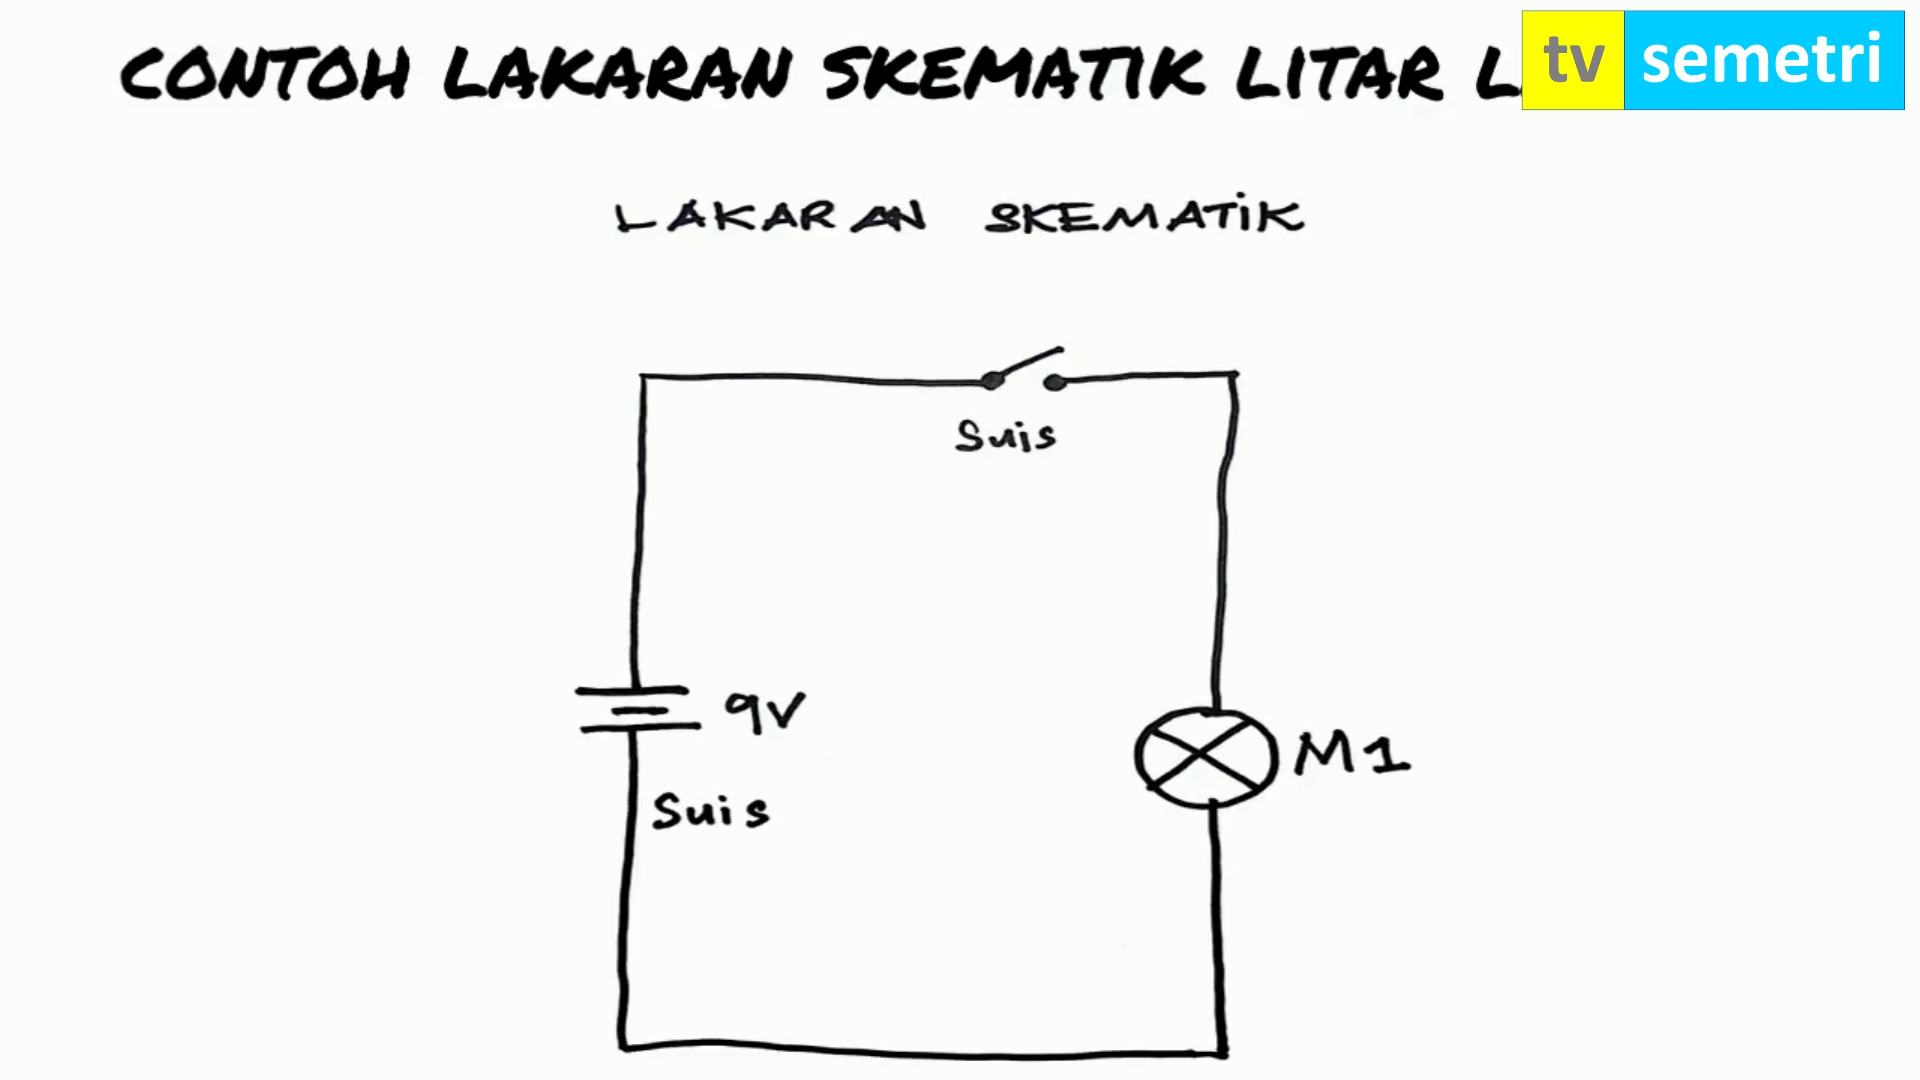 CONTOH LAKARAN SKEMATIK LITAR
tv semetri
LAKARAN SKEMATIK
Suis
9V
M1
Suis